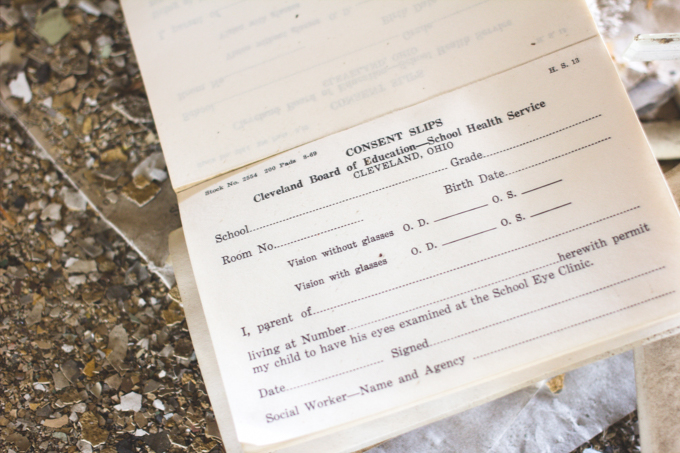 H. S. 13
Stock No. 2254 200 Pads 8-69
CONSENT SLIPS
Cleveland Board of Education—School Health Service
CLEVELAND, OHIO
School Grade
Room No. Birth Date
Vision without glasses O. D. O. S.
Vision with glasses O. D. O. S.
I, parent of
living at Number herewith permit
my child to have his eyes examined at the School Eye Clinic.
Date Signed
Social Worker—Name and Agency